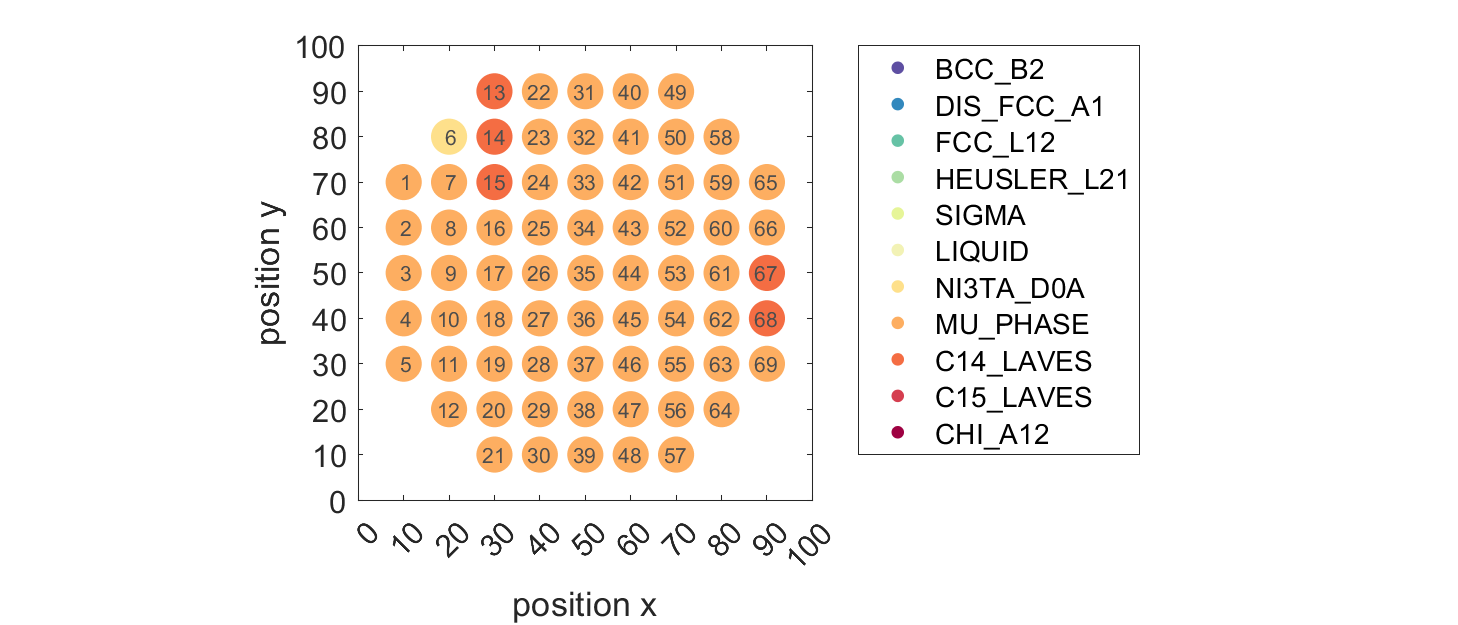 100
90 13 22 31 40 49
80 6 14 23 32 41 50 58
70 1 7 15 24 33 42 51 59 65
60 2 8 16 25 34 43 52 60 66
50 3 9 17 26 35 44 53 61 67
40 4 10 18 27 36 45 54 62 68
30 5 11 19 28 37 46 55 63 69
20 12 20 29 38 47 56 64
10 21 30 39 48 57
0
0 10 20 30 40 50 60 70 80 90 100
position x
position y
BCC_B2
DIS_FCC_A1
FCC_L12
HEUSLER_L21
SIGMA
LIQUID
NI3TA_D0A
MU_PHASE
C14_LAVES
C15_LAVES
CHI_A12